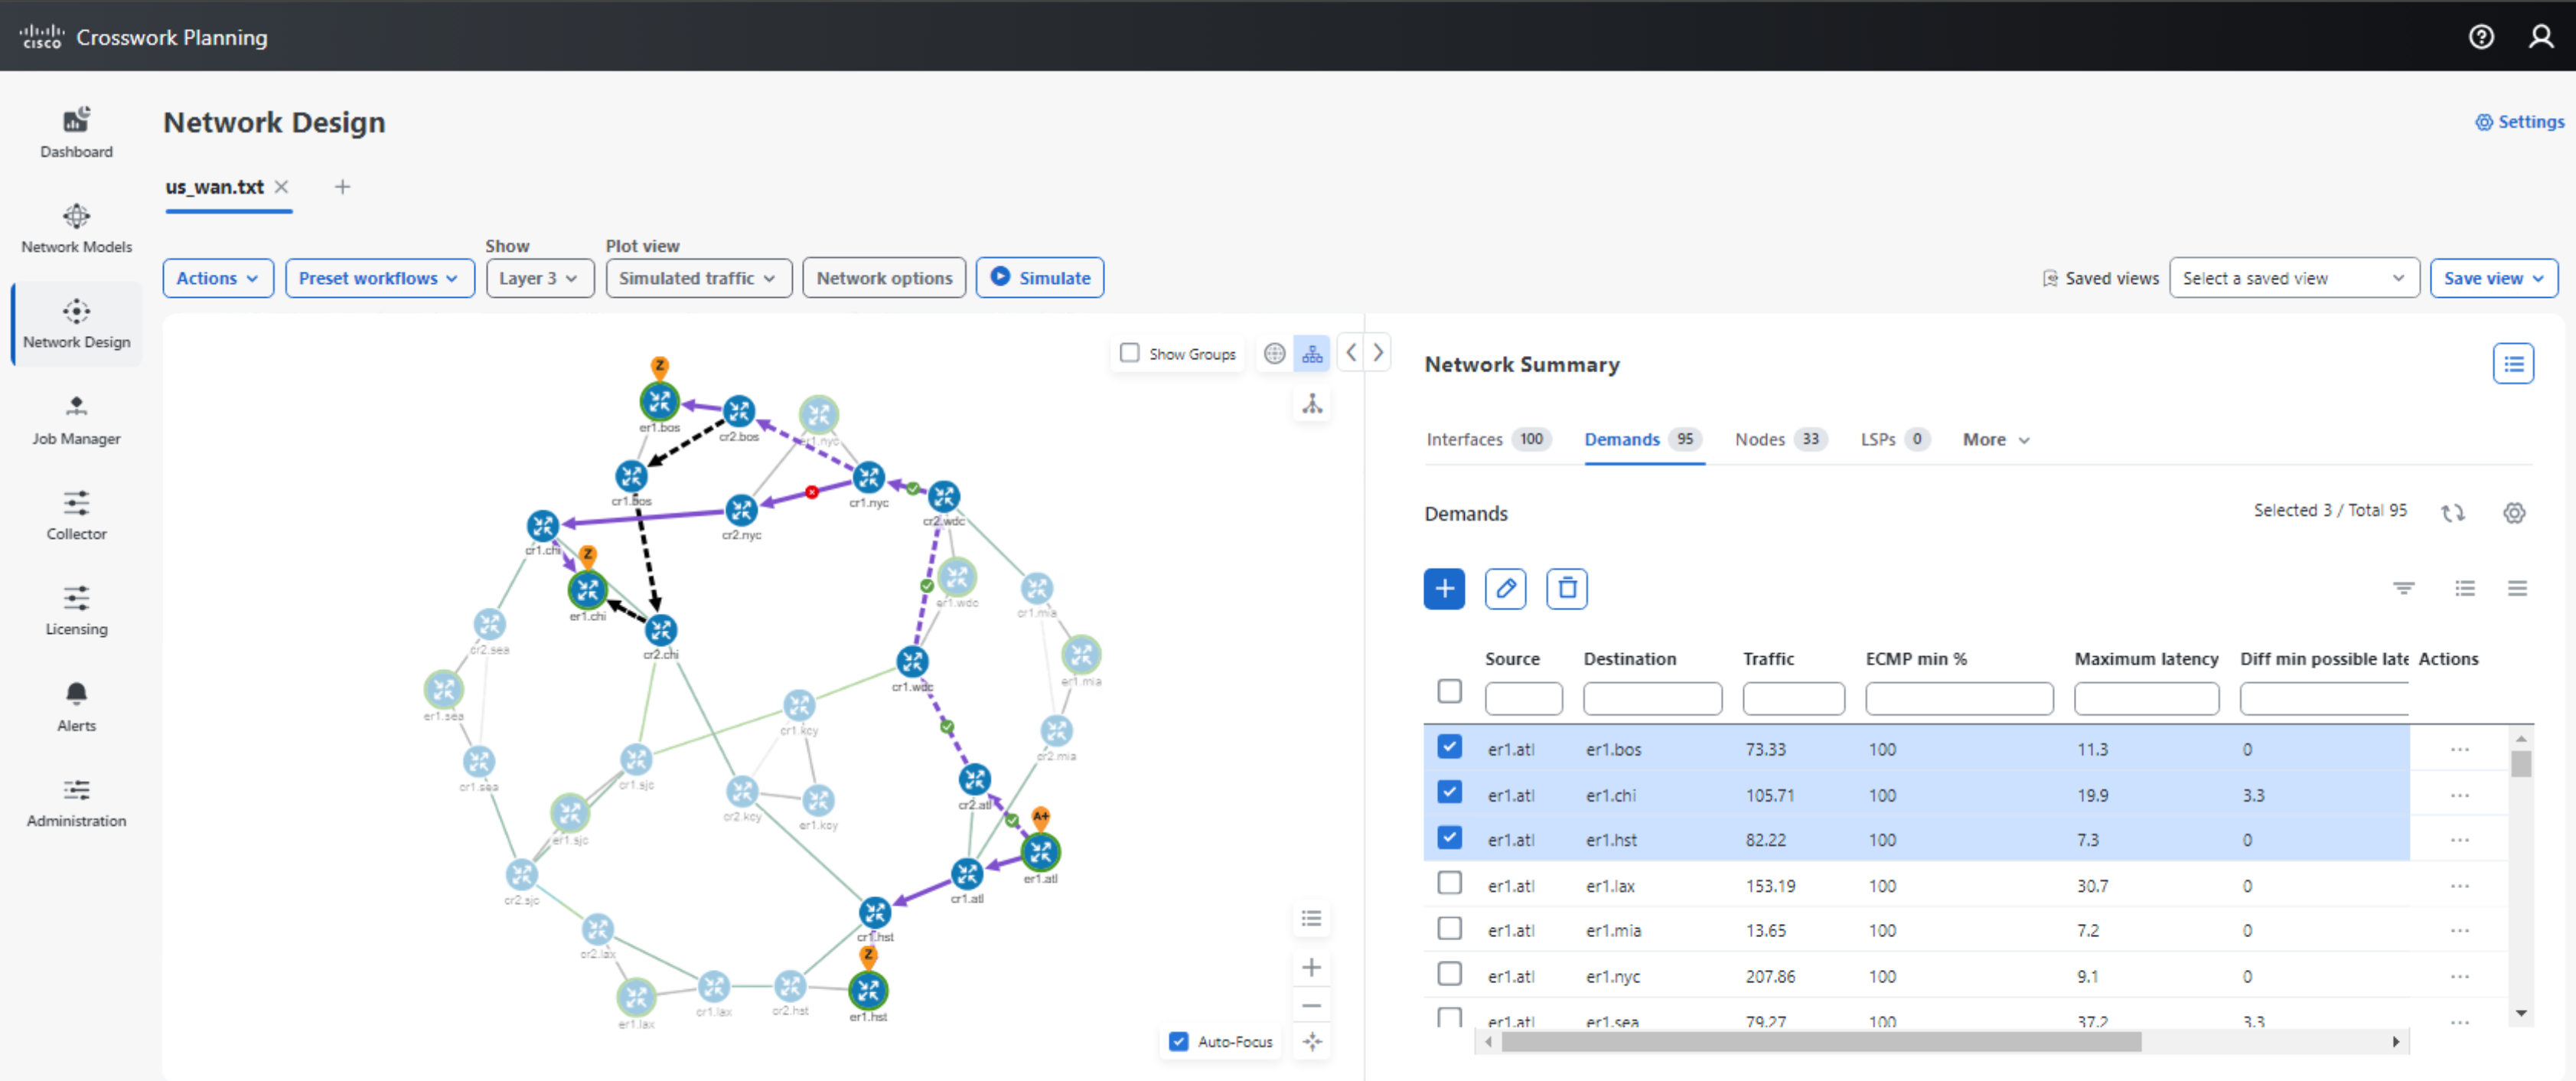 CISCO Crosswork Planning
Dashboard
Network Models
Network Design
Job Manager
Collector
Licensing
Alerts
Administration
Network Design
Settings
us_wan.txt
Show
Plot view
Actions
Preset workflows
Layer 3
Simulated traffic
Network options
Simulate
Saved views
Select a saved view
Save view
Show Groups
Z
er1.bos
cr2.bos
er1.nyc
cr1.bos
cr2.nyc
cr1.nyc
cr2.wdc
cr1.chi
Z
er1.chi
er1.wdc
cr1.mia
cr2.chi
cr2.sea
er1.mia
cr1.wdc
er1.sea
cr1.kcy
cr2.mia
cr1.sea
cr1.sjc
cr2.kcy
er1.kcy
cr2.atl
A+
er1.sjc
er1.atl
cr2.sjc
cr1.atl
cr1.hst
Z
cr2.lax
er1.lax
cr1.lax
cr2.hst
er1.hst
Auto-Focus
Network Summary
Interfaces 100 Demands 95 Nodes 33 LSPs 0 More
Demands
Selected 3 / Total 95
Source Destination Traffic ECMP min % Maximum latency Diff min possible late Actions
er1.atl er1.bos 73.33 100 11.3 0 ...
er1.atl er1.chi 105.71 100 19.9 3.3 ...
er1.atl er1.hst 82.22 100 7.3 0 ...
er1.atl er1.lax 153.19 100 30.7 0 ...
er1.atl er1.mia 13.65 100 7.2 0 ...
er1.atl er1.nyc 207.86 100 9.1 0 ...
er1.atl er1.sea 79.27 100 37.2 3.3 ...